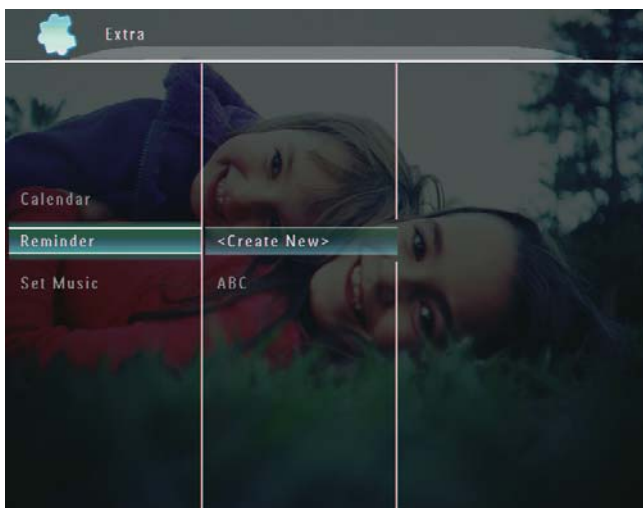 Extra
Calendar
Reminder
<Create New>
Set Music
ABC